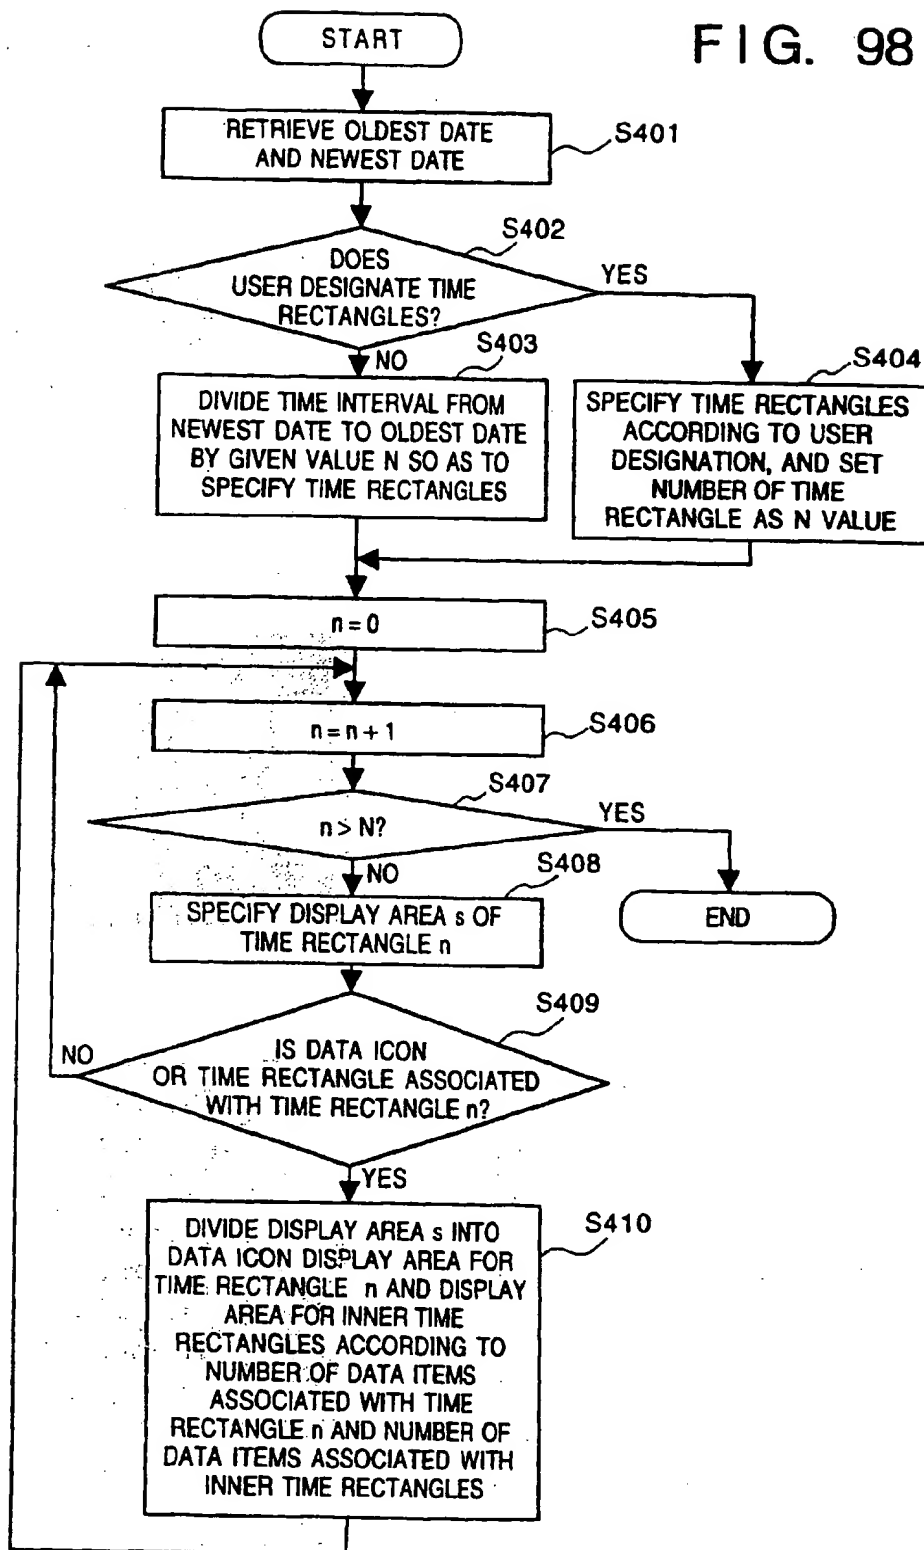 FIG. 98
START
RETRIEVE OLDEST DATE
AND NEWEST DATE
S401
S402
DOES
USER DESIGNATE TIME
RECTANGLES?
YES
NO
S403
DIVIDE TIME INTERVAL FROM
NEWEST DATE TO OLDEST DATE
BY GIVEN VALUE N SO AS TO
SPECIFY TIME RECTANGLES
S404
SPECIFY TIME RECTANGLES
ACCORDING TO USER
DESIGNATION, AND SET
NUMBER OF TIME
RECTANGLE AS N VALUE
n = 0
S405
n = n + 1
S406
S407
n > N?
YES
NO
END
S408
SPECIFY DISPLAY AREA s OF
TIME RECTANGLE n
S409
IS DATA ICON
OR TIME RECTANGLE ASSOCIATED
WITH TIME RECTANGLE n?
NO
YES
S410
DIVIDE DISPLAY AREA s INTO
DATA ICON DISPLAY AREA FOR
TIME RECTANGLE n AND DISPLAY
AREA FOR INNER TIME
RECTANGLES ACCORDING TO
NUMBER OF DATA ITEMS
ASSOCIATED WITH TIME
RECTANGLE n AND NUMBER OF
DATA ITEMS ASSOCIATED WITH
INNER TIME RECTANGLES